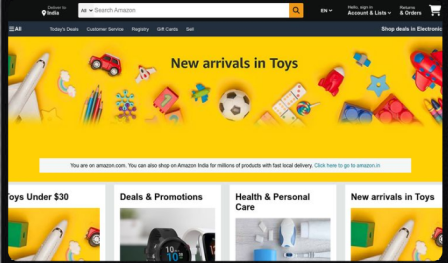 Deliver to
India
All
Search Amazon
EN
Hello, sign in
Account & Lists
Returns
& Orders
All
Today's Deals
Customer Service
Registry
Gift Cards
Sell
Shop deals in Electronic
New arrivals in Toys
You are on amazon.com. You can also shop on Amazon India for millions of products with fast local delivery. Click here to go to amazon.in
oys Under $30
Deals & Promotions
Health & Personal
Care
New arrivals in Toys
10
10